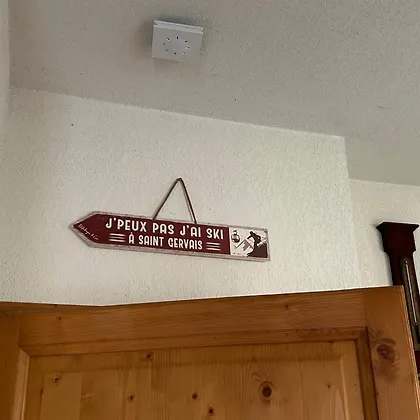 J'PEUX PAS J'AI SKI
À SAINT GERVAIS